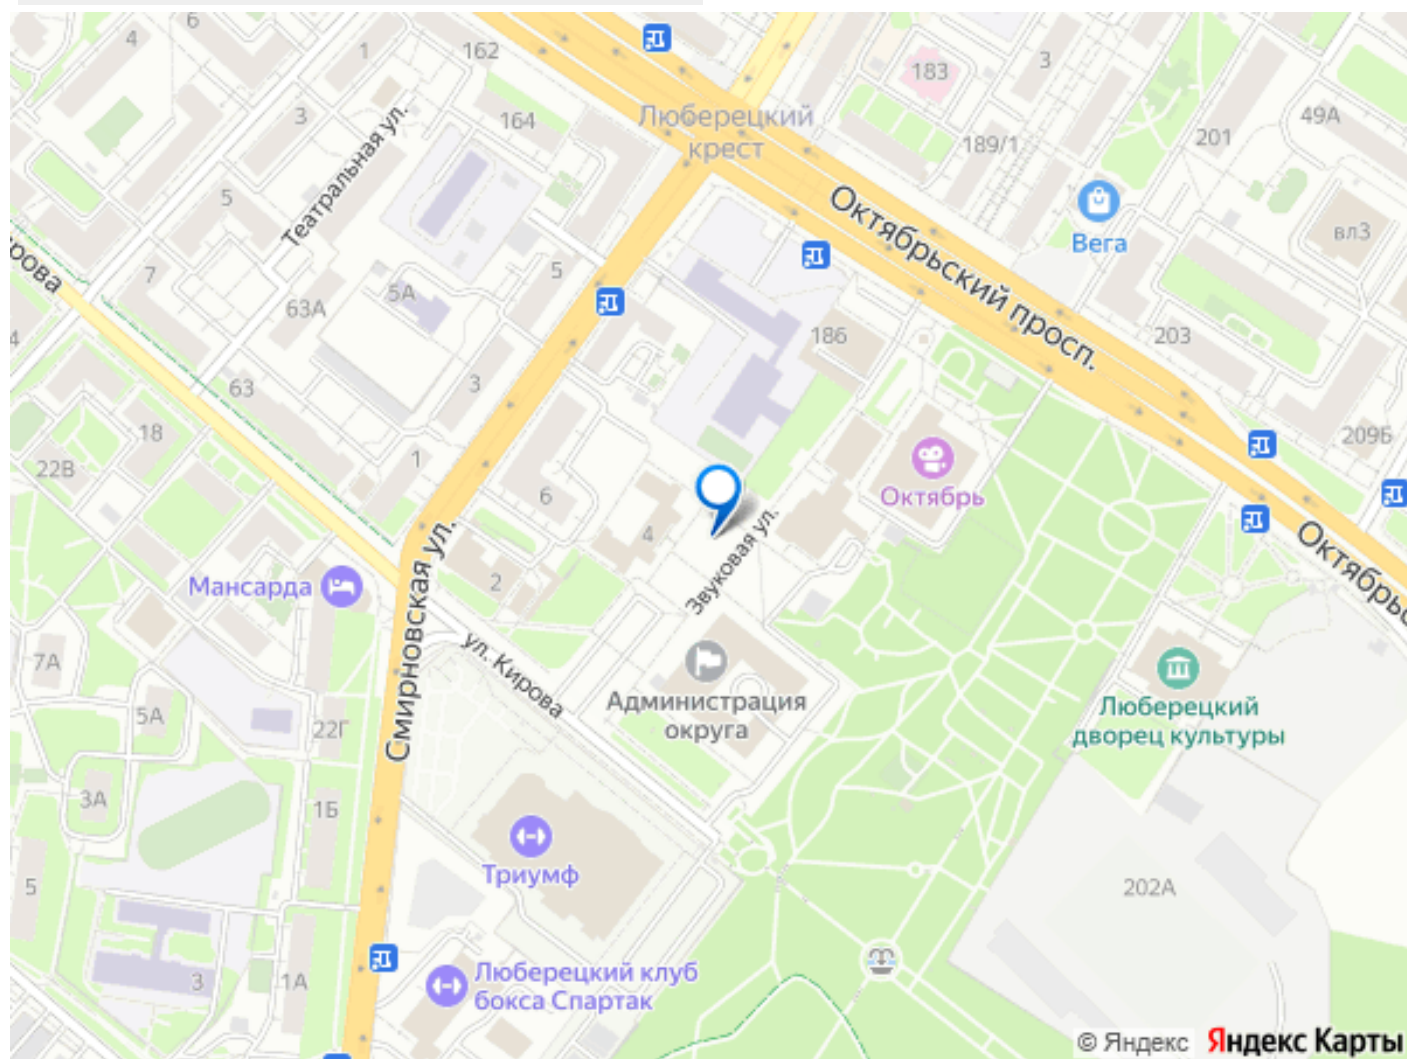 4
6
1
162
183
3
Люберецкий
крест
164
3
189/1
201
49А
Театральная ул.
5
Октябрьский просп.
Вега
вл3
рова
7
5
5А
63А
186
203
4
63
3
4
18
1
209Б
22В
6
Октябрь
4
Звуковая ул.
Октябрьс
2
Мансарда
Смирновская ул.
ул. Кирова
7А
Администрация
округа
5А
22Г
Люберецкий
дворец культуры
3А
1Б
Триумф
5
202А
3
1А
Люберецкий клуб
бокса Спартак
© Яндекс Яндекс Карты